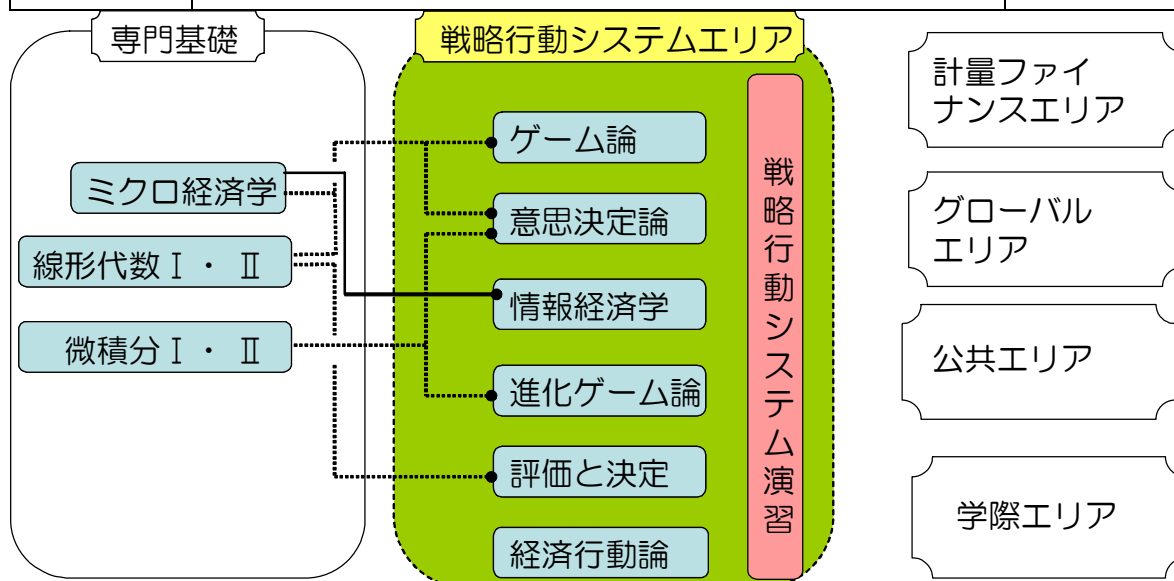 専門基礎
ミクロ経済学
線形代数Ⅰ・Ⅱ
微積分Ⅰ・Ⅱ
戦略行動システムエリア
ゲーム論
意思決定論
情報経済学
進化ゲーム論
評価と決定
経済行動論
戦略行動システム演習
計量ファイ
ナンスエリア
グローバル
エリア
公共エリア
学際エリア